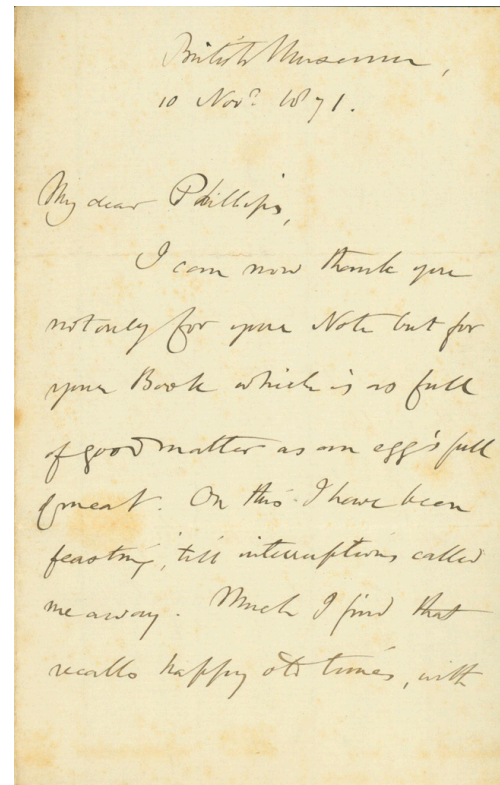 British Museum,
10 Novr. 1871.
My dear Phillips,
I can now thank you
not only for your Note but for
your Book which is as full
of good matter as an egg's full
of meat. On this I have been
feasting, 'till interruptions called
me away. Much I find that
recalls happy old times, with